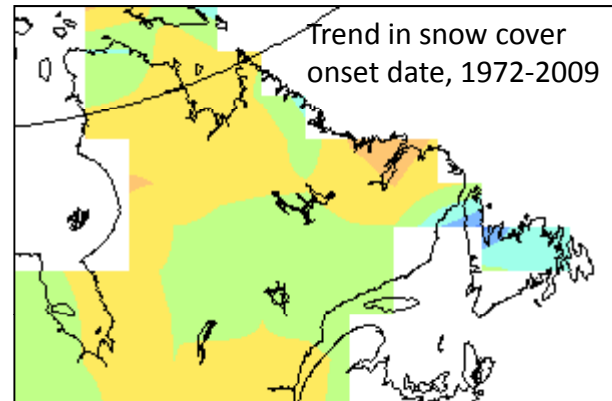 Trend in snow cover
onset date, 1972-2009